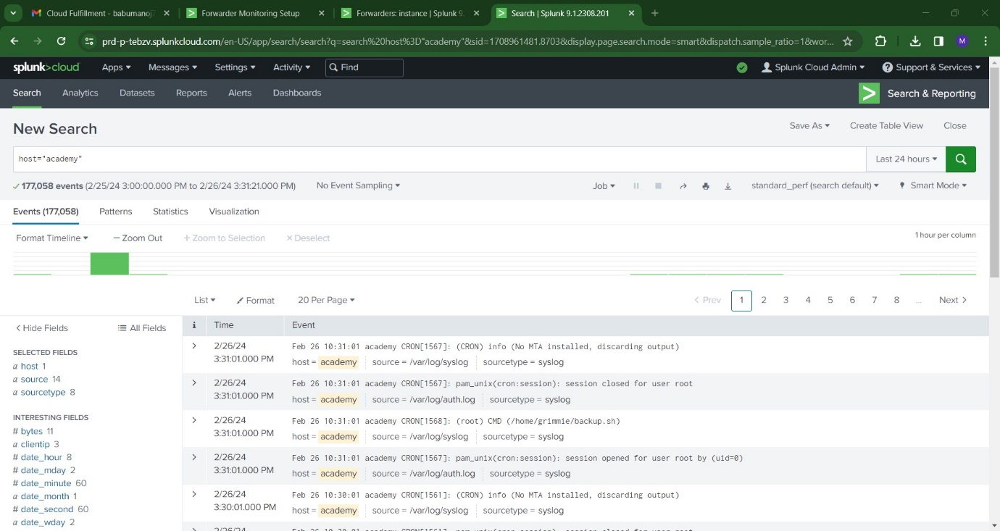 Cloud Fulfillment - babumanoj7
Forwarder Monitoring Setup
Forwarders: instance | Splunk 9.
Search | Splunk 9.1.2308.201
prd-p-tebzv.splunkcloud.com/en-US/app/search/search?q=search%20host%3D"academy"&sid=1708961481.8703&display.page.search.mode=smart&dispatch.sample_ratio=1&wor...
M
splunk>cloud Apps Messages Settings Activity Find Splunk Cloud Admin Support & Services
Search Analytics Datasets Reports Alerts Dashboards Search & Reporting
New Search Save As Create Table View Close
host="academy" Last 24 hours
177,058 events (2/25/24 3:00:00.000 PM to 2/26/24 3:31:21.000 PM) No Event Sampling Job standard_perf (search default) Smart Mode
Events (177,058) Patterns Statistics Visualization
Format Timeline — Zoom Out + Zoom to Selection × Deselect 1 hour per column
List Format 20 Per Page < Prev 1 2 3 4 5 6 7 8 ... Next >
< Hide Fields All Fields
SELECTED FIELDS
a host 1
a source 14
a sourcetype 8
INTERESTING FIELDS
# bytes 11
a clientip 3
# date_hour 8
# date_mday 2
# date_minute 60
a date_month 1
# date_second 60
a date_wday 2
i Time Event
> 2/26/24 3:31:01.000 PM
Feb 26 10:31:01 academy CRON[1567]: (CRON) info (No MTA installed, discarding output)
host = academy source = /var/log/syslog sourcetype = syslog
> 2/26/24 3:31:01.000 PM
Feb 26 10:31:01 academy CRON[1567]: pam_unix(cron:session): session closed for user root
host = academy source = /var/log/auth.log sourcetype = syslog
> 2/26/24 3:31:01.000 PM
Feb 26 10:31:01 academy CRON[1568]: (root) CMD (/home/grimmie/backup.sh)
host = academy source = /var/log/syslog sourcetype = syslog
> 2/26/24 3:31:01.000 PM
Feb 26 10:31:01 academy CRON[1567]: pam_unix(cron:session): session opened for user root by (uid=0)
host = academy source = /var/log/auth.log sourcetype = syslog
> 2/26/24 3:30:01.000 PM
Feb 26 10:30:01 academy CRON[1561]: (CRON) info (No MTA installed, discarding output)
host = academy source = /var/log/syslog sourcetype = syslog